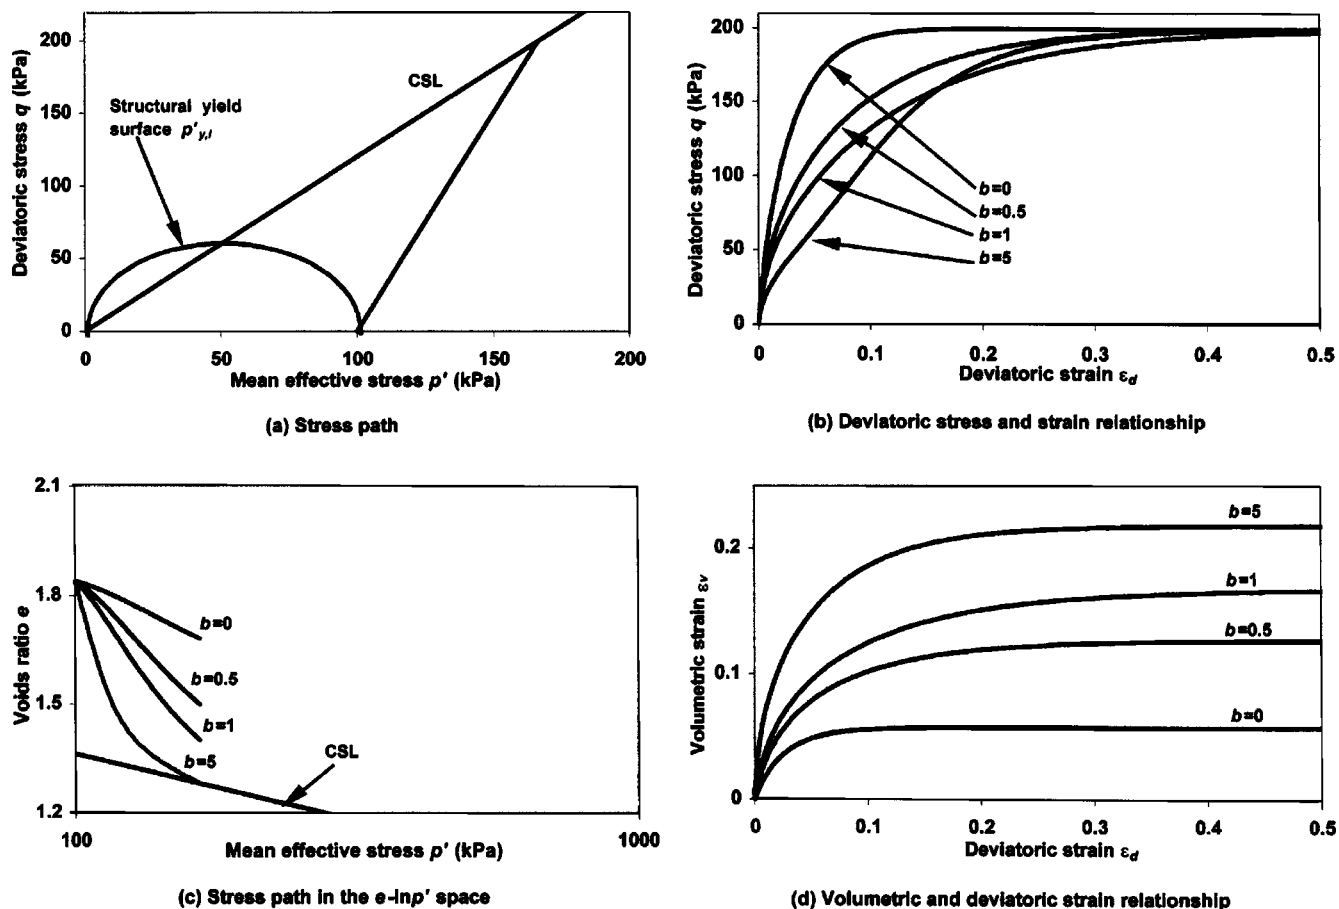 200
150
100
50
0
Deviatoric stress q (kPa)
Structural yield
surface p'y,i
CSL
0
50
100
150
200
Mean effective stress p' (kPa)
(a) Stress path
200
150
100
50
0
Deviatoric stress q (kPa)
b=0
b=0.5
b=1
b=5
0
0.1
0.2
0.3
0.4
0.5
Deviatoric strain εd
(b) Deviatoric stress and strain relationship
2.1
1.8
1.5
1.2
Voids ratio e
b=0
b=0.5
b=1
b=5
CSL
100
1000
Mean effective stress p' (kPa)
(c) Stress path in the e-lnp' space
0.2
0.1
0
Volumetric strain εv
b=5
b=1
b=0.5
b=0
0
0.1
0.2
0.3
0.4
0.5
Deviatoric strain εd
(d) Volumetric and deviatoric strain relationship